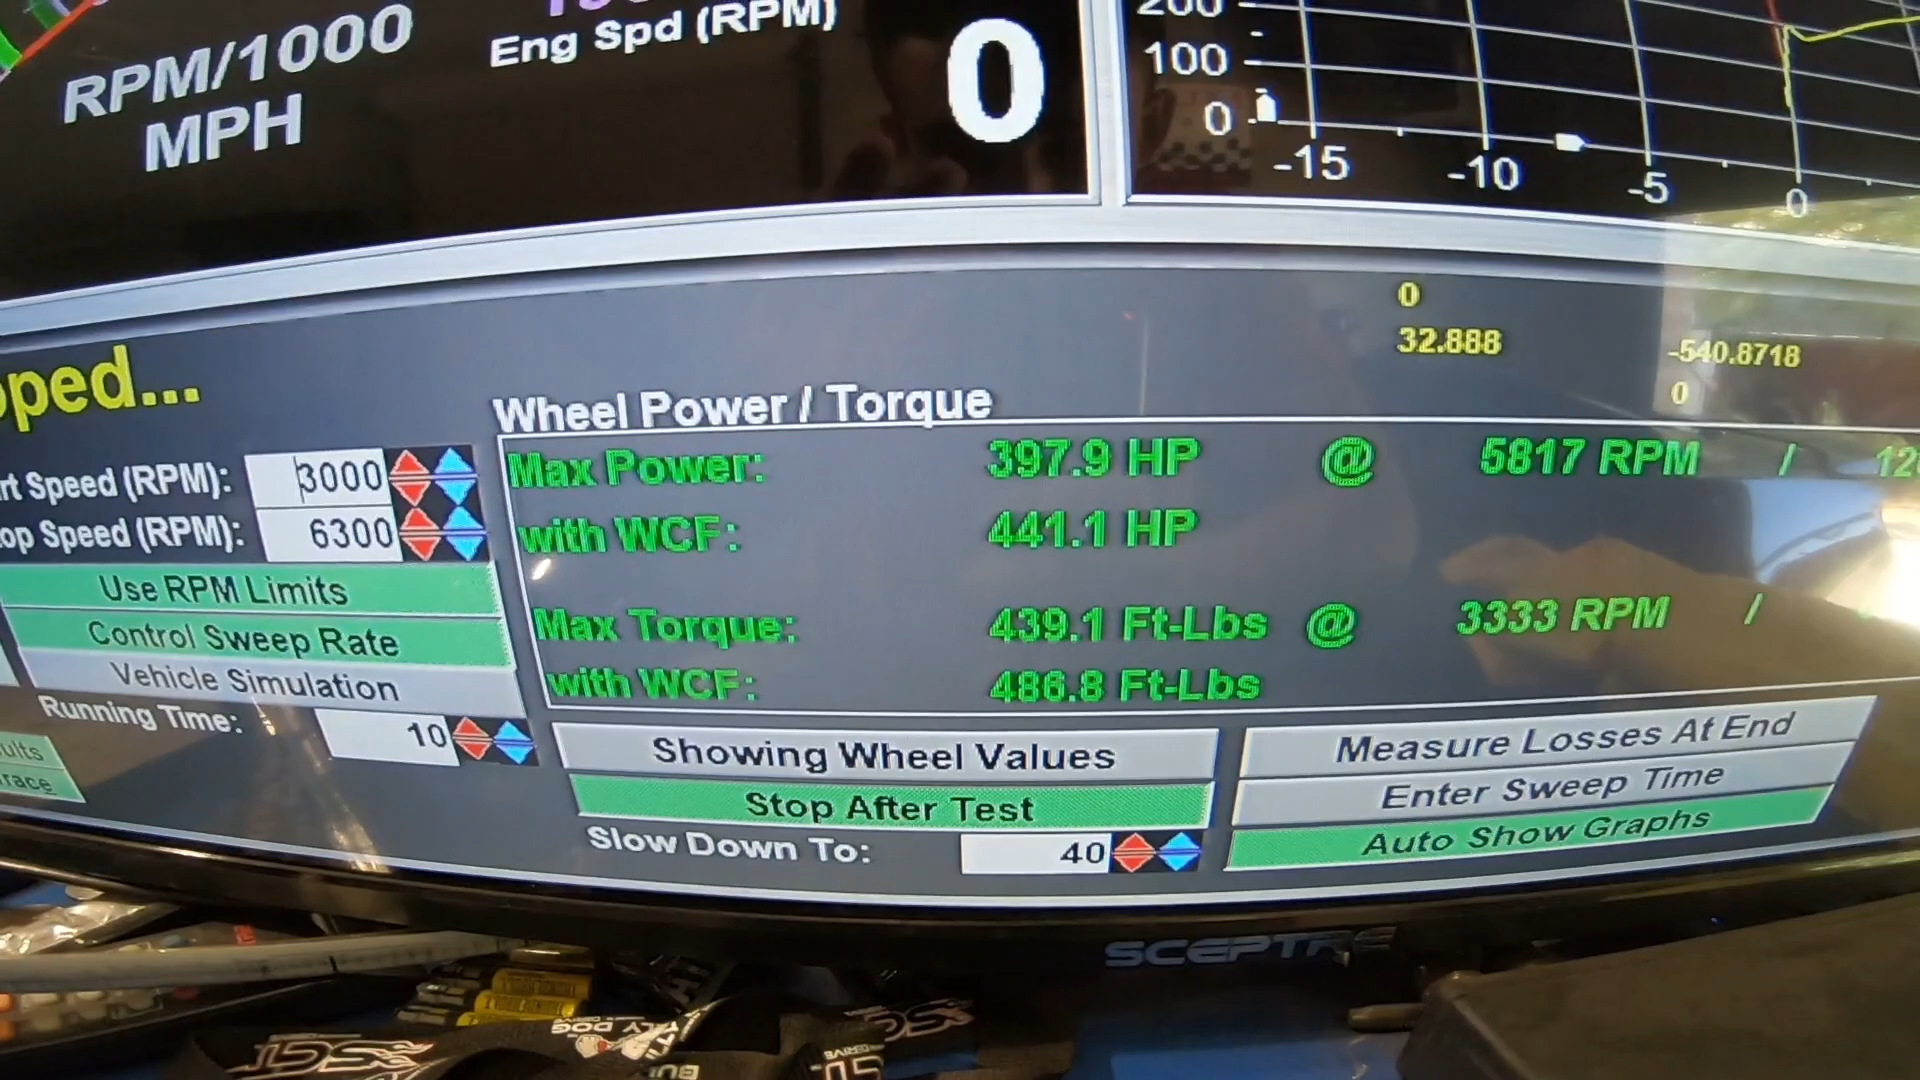 RPM/1000
MPH
Eng Spd (RPM)
0
200
100
0
-15 -10 -5 0
0
32.888
-540.8718
0
pped...
Wheel Power / Torque
rt Speed (RPM): 3000
op Speed (RPM): 6300
Use RPM Limits
Control Sweep Rate
Vehicle Simulation
Running Time: 10
ults
race
Max Power: 397.9 HP @ 5817 RPM / 12
with WCF: 441.1 HP
Max Torque: 439.1 Ft-Lbs @ 3333 RPM /
with WCF: 486.8 Ft-Lbs
Showing Wheel Values
Stop After Test
Slow Down To: 40
Measure Losses At End
Enter Sweep Time
Auto Show Graphs
SCEPTRE